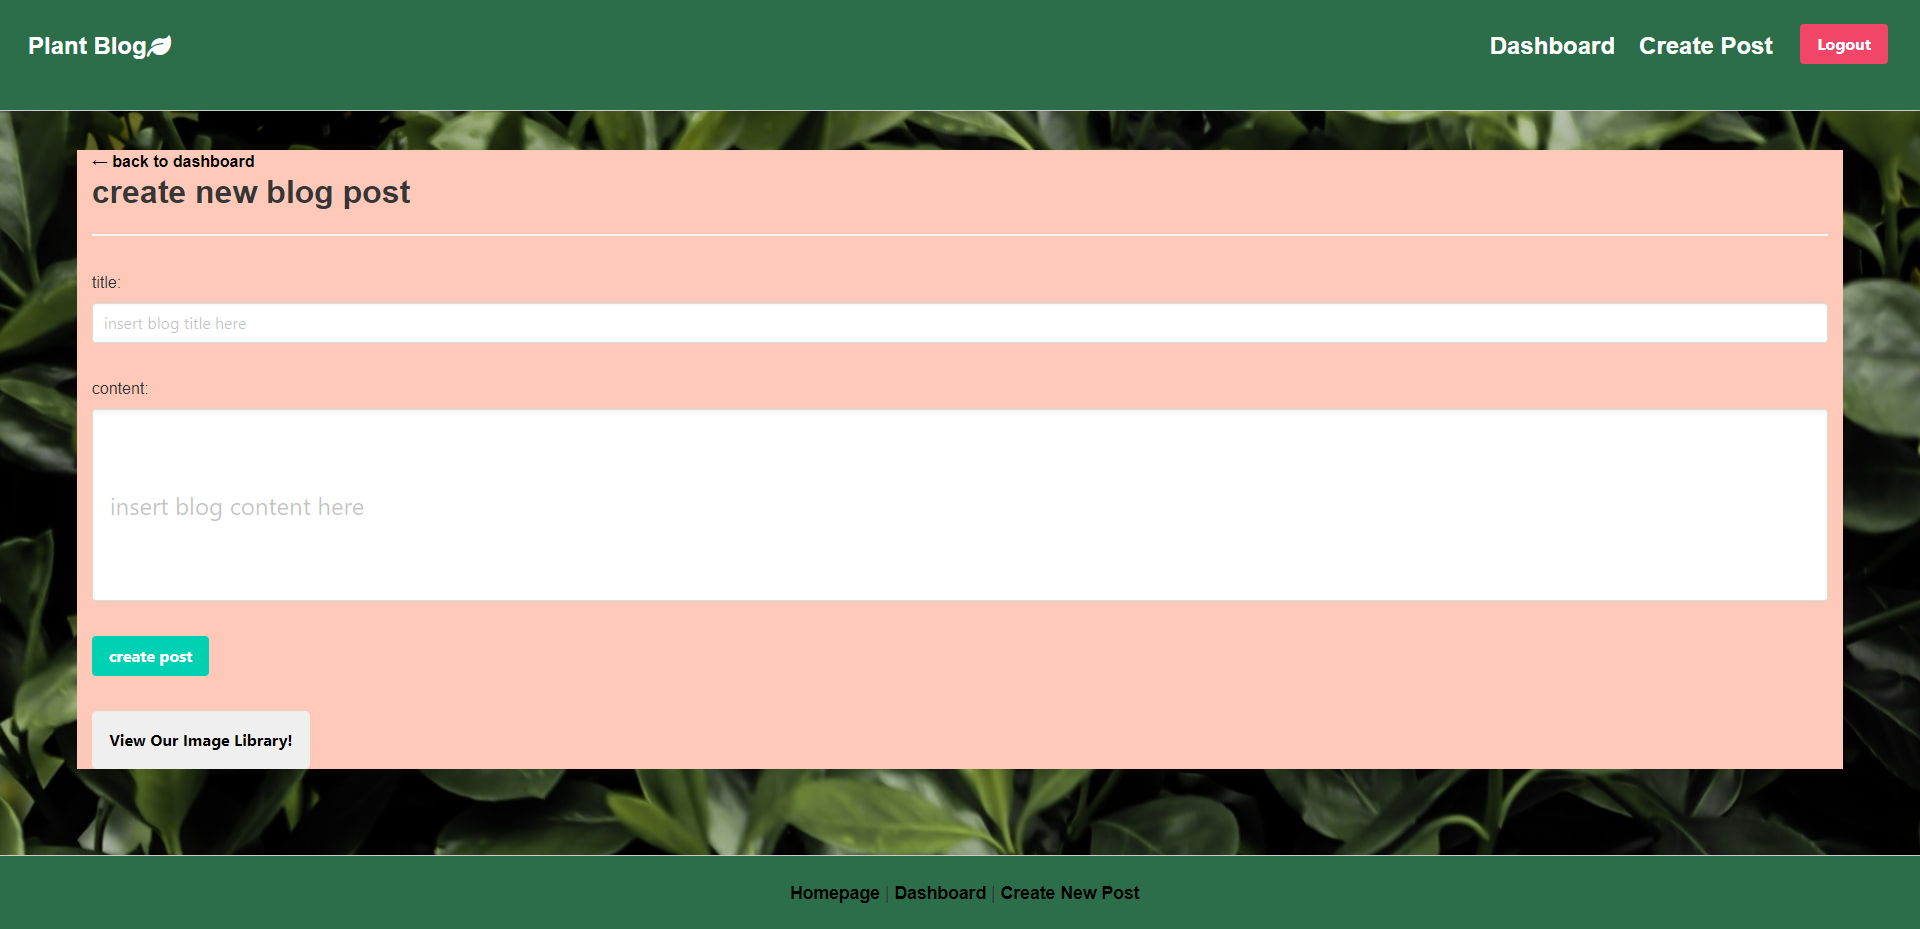 Plant Blog
Dashboard Create Post Logout
← back to dashboard
create new blog post
title:
insert blog title here
content:
insert blog content here
create post
View Our Image Library!
Homepage | Dashboard | Create New Post